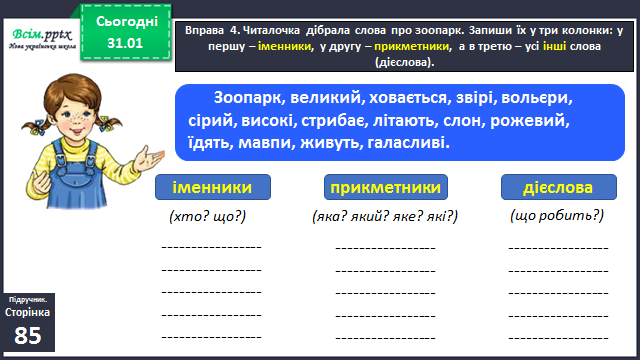 Всім.pptx
Нова українська школа
Сьогодні
31.01
Вправа 4. Читалочка дібрала слова про зоопарк. Запиши їх у три колонки: у
першу – іменники, у другу – прикметники, а в третю – усі інші слова
(дієслова).
Зоопарк, великий, ховається, звірі, вольєри,
сірий, високі, стрибає, літають, слон, рожевий,
їдять, мавпи, живуть, галасливі.
іменники
(хто? що?)
прикметники
(яка? який? яке? які?)
дієслова
(що робить?)
Підручник.
Сторінка
85